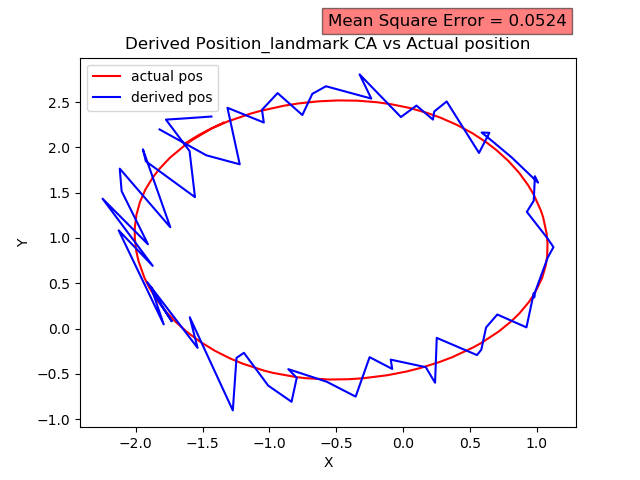 Mean Square Error = 0.0524
Derived Position_landmark CA vs Actual position
actual pos
derived pos
2.5
2.0
1.5
1.0
0.5
0.0
−0.5
−1.0
Y
−2.0 −1.5 −1.0 −0.5 0.0 0.5 1.0
X